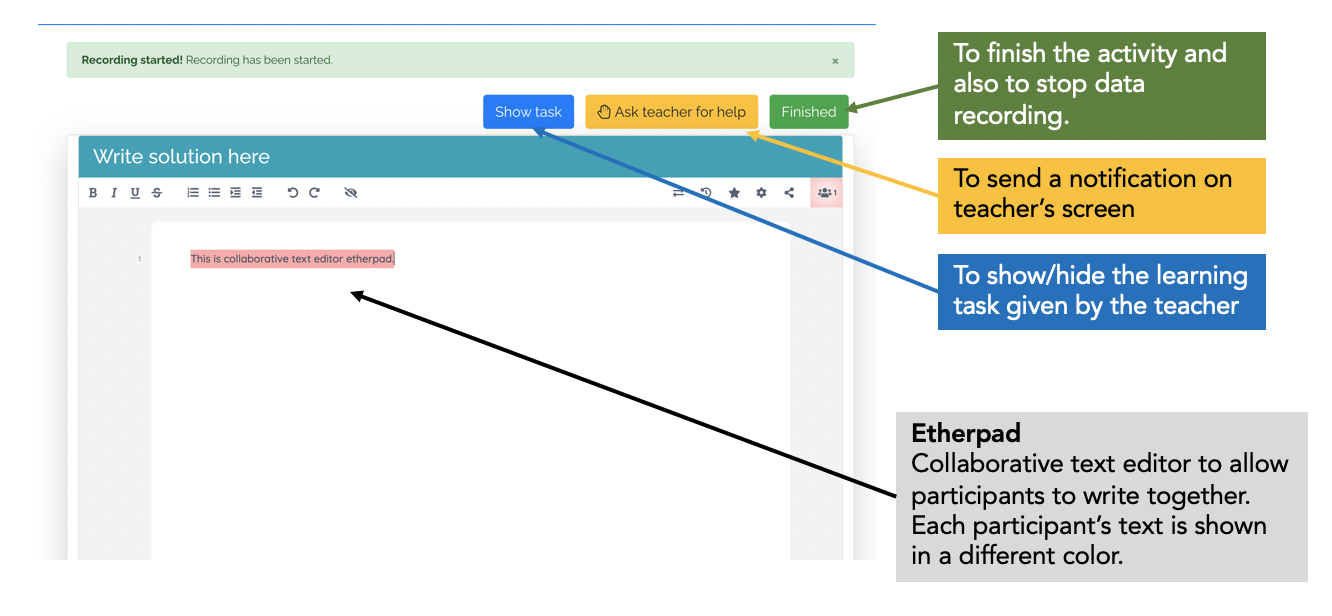 Recording started! Recording has been started.
×
Show task
Ask teacher for help
Finished
Write solution here
B I U S
1
1
This is collaborative text editor etherpad.
To finish the activity and
also to stop data
recording.
To send a notification on
teacher’s screen
To show/hide the learning
task given by the teacher
Etherpad
Collaborative text editor to allow
participants to write together.
Each participant’s text is shown
in a different color.